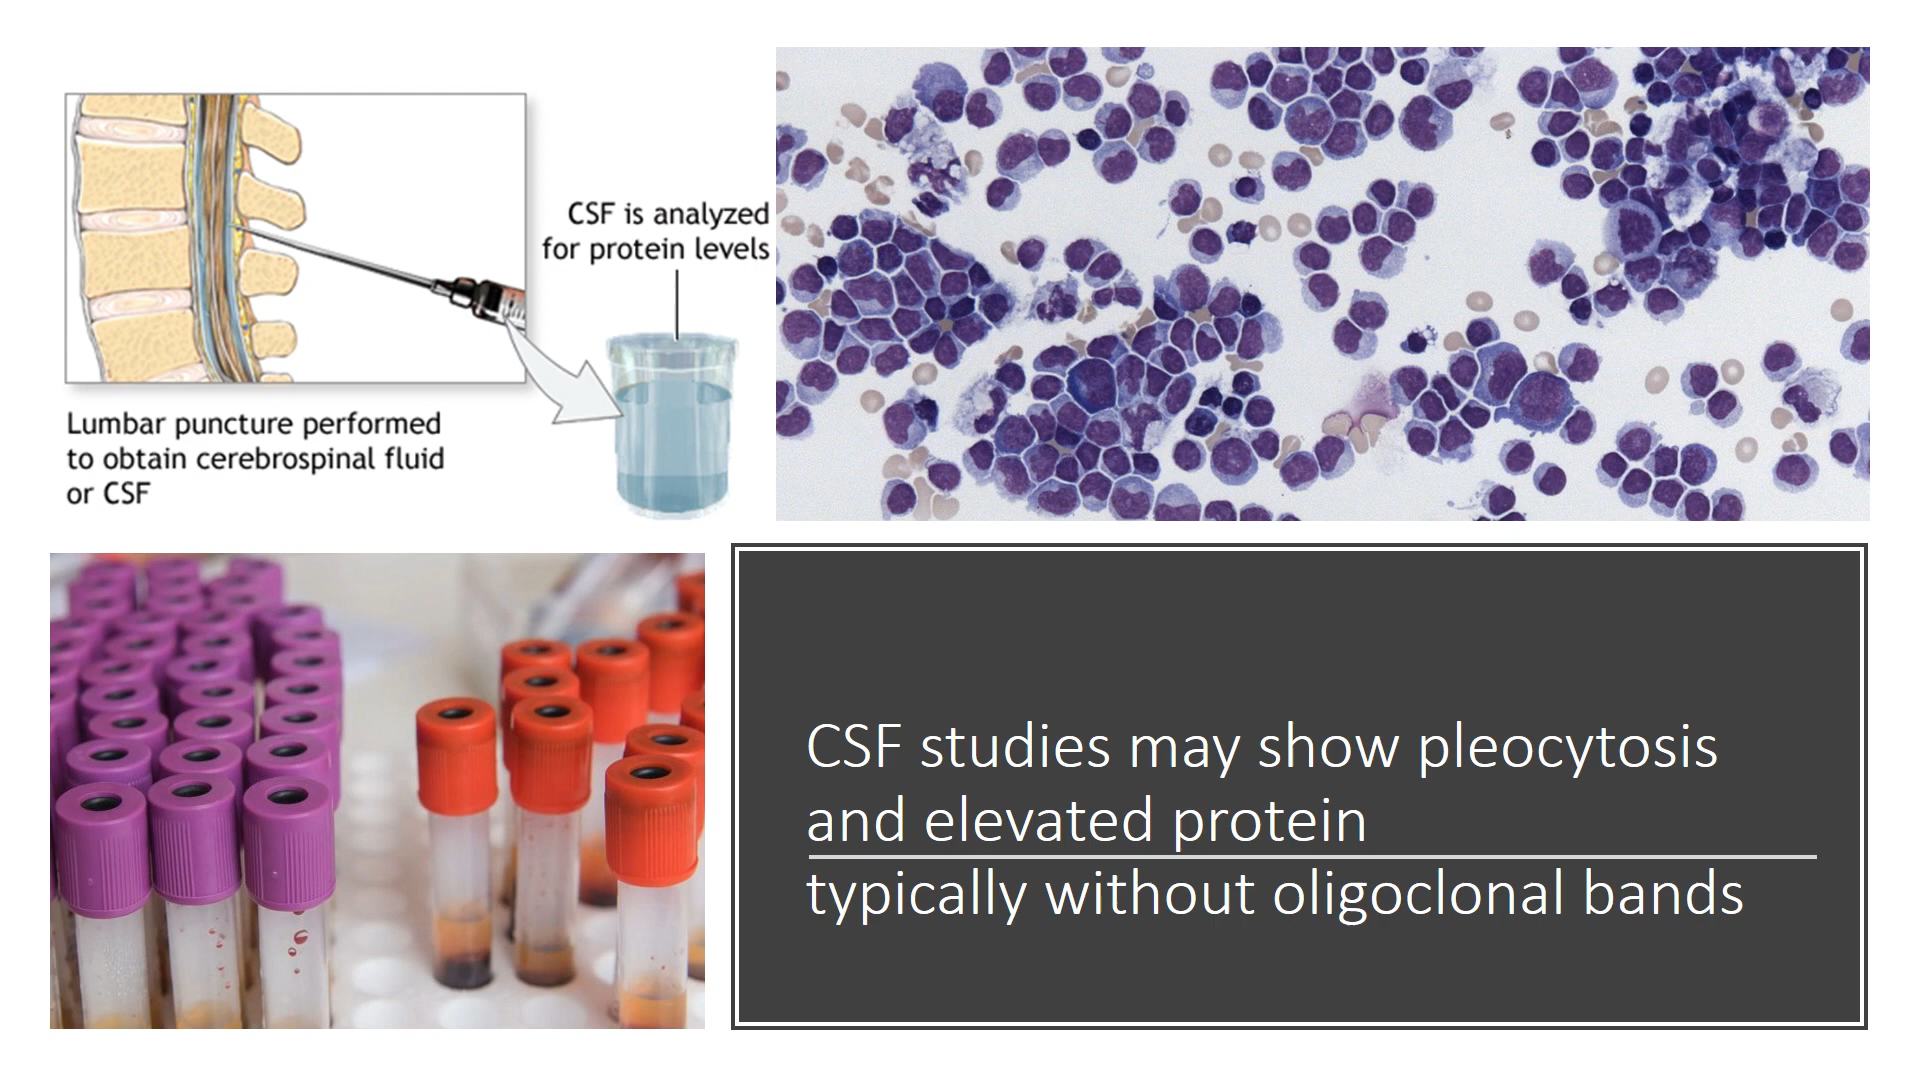 CSF is analyzed
for protein levels
Lumbar puncture performed
to obtain cerebrospinal fluid
or CSF
CSF studies may show pleocytosis
and elevated protein
typically without oligoclonal bands